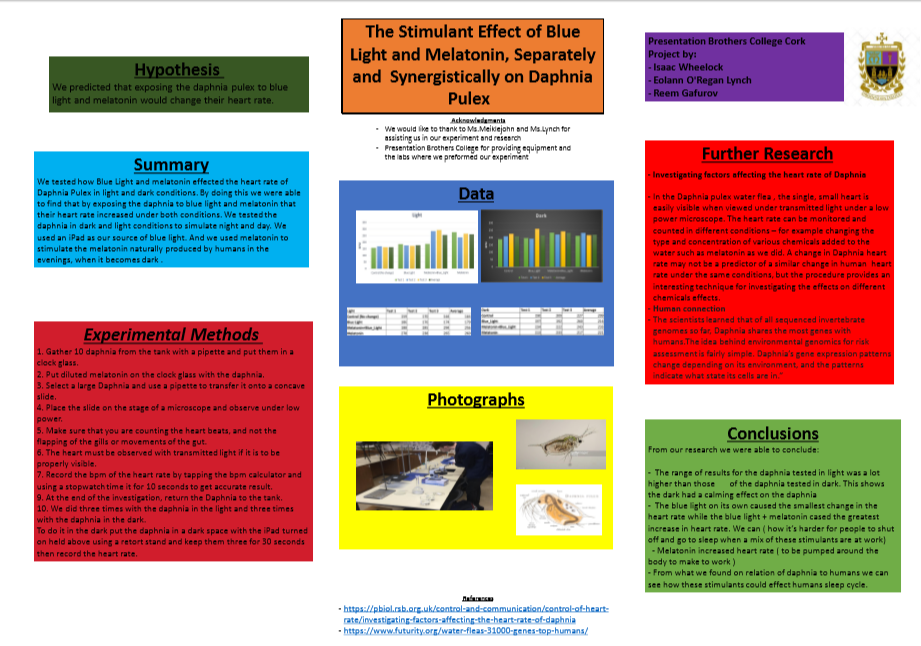 Hypothesis
We predicted that exposing the daphnia pulex to blue
light and melatonin would change their heart rate.
Summary
We tested how Blue Light and melatonin effected the heart rate of
Daphnia Pulex in light and dark conditions. By doing this we were able
to find that by exposing the daphnia to blue light and melatonin that
their heart rate increased under both conditions. We tested the
daphnia in dark and light conditions to simulate night and day. We
used an iPad as our source of blue light. And we used melatonin to
stimulate the melatonin naturally produced by humans in the
evenings, when it becomes dark .
Experimental Methods
1. Gather 10 daphnia from the tank with a pipette and put them in a
clock glass.
2. Put diluted melatonin on the clock glass with the daphnia.
3. Select a large Daphnia and use a pipette to transfer it onto a concave
slide.
4. Place the slide on the stage of a microscope and observe under low
power.
5. Make sure that you are counting the heart beats, and not the
flapping of the gills or movements of the gut.
6. The heart must be observed with transmitted light if it is to be
properly visible.
7. Record the bpm of the heart rate by tapping the bpm calculator and
using a stopwatch time it for 10 seconds to get accurate result.
9. At the end of the investigation, return the Daphnia to the tank.
10. We did three times with the daphnia in the light and three times
with the daphnia in the dark.
To do it in the dark put the daphnia in a dark space with the iPad turned
on held above using a retort stand and keep them three for 30 seconds
then record the heart rate.
The Stimulant Effect of Blue
Light and Melatonin, Separately
and Synergistically on Daphnia
Pulex
Acknowledgments
- We would like to thank to Ms.Meiklejohn and Ms.Lynch for
assisting us in our experiment and research
- Presentation Brothers College for providing equipment and
the labs where we preformed our experiment
Data
Light
Dark
Light Test 1 Test 2 Test 3 Average
Blue Light
Melatonin
Dark Test 1 Test 2 Test 3 Average
Control
Melatonin
Photographs
References
- https://pbiol.rsb.org.uk/control-and-communication/control-of-heart-
rate/investigating-factors-affecting-the-heart-rate-of-daphnia
- https://www.futurity.org/water-fleas-31000-genes-top-humans/
Presentation Brothers College Cork
Project by:
- Isaac Wheelock
- Eolann O'Regan Lynch
- Reem Gafurov
Further Research
- Investigating factors affecting the heart rate of Daphnia
- In the Daphnia pulex water flea , the single, small heart is
easily visible when viewed under transmitted light under a low
power microscope. The heart rate can be monitored and
counted in different conditions – for example changing the
type and concentration of various chemicals added to the
water such as melatonin as we did. A change in Daphnia heart
rate may not be a predictor of a similar change in human heart
rate under the same conditions, but the procedure provides an
interesting technique for investigating the effects on different
chemicals effects.
- Human connection
- The scientists learned that of all sequenced invertebrate
genomes so far, Daphnia shares the most genes with
humans.The idea behind environmental genomics for risk
assessment is fairly simple. Daphnia's gene expression patterns
change depending on its environment, and the patterns
indicate what state its cells are in."
Conclusions
From our research we were able to conclude:
- The range of results for the daphnia tested in light was a lot
higher than those of the daphnia tested in dark. This shows
the dark had a calming effect on the daphnia
- The blue light on its own caused the smallest change in the
heart rate while the blue light + melatonin cased the greatest
increase in heart rate. We can ( how it's harder for people to shut
off and go to sleep when a mix of these stimulants are at work)
- Melatonin increased heart rate ( to be pumped around the
body to make to work )
- From what we found on relation of daphnia to humans we can
see how these stimulants could effect humans sleep cycle.